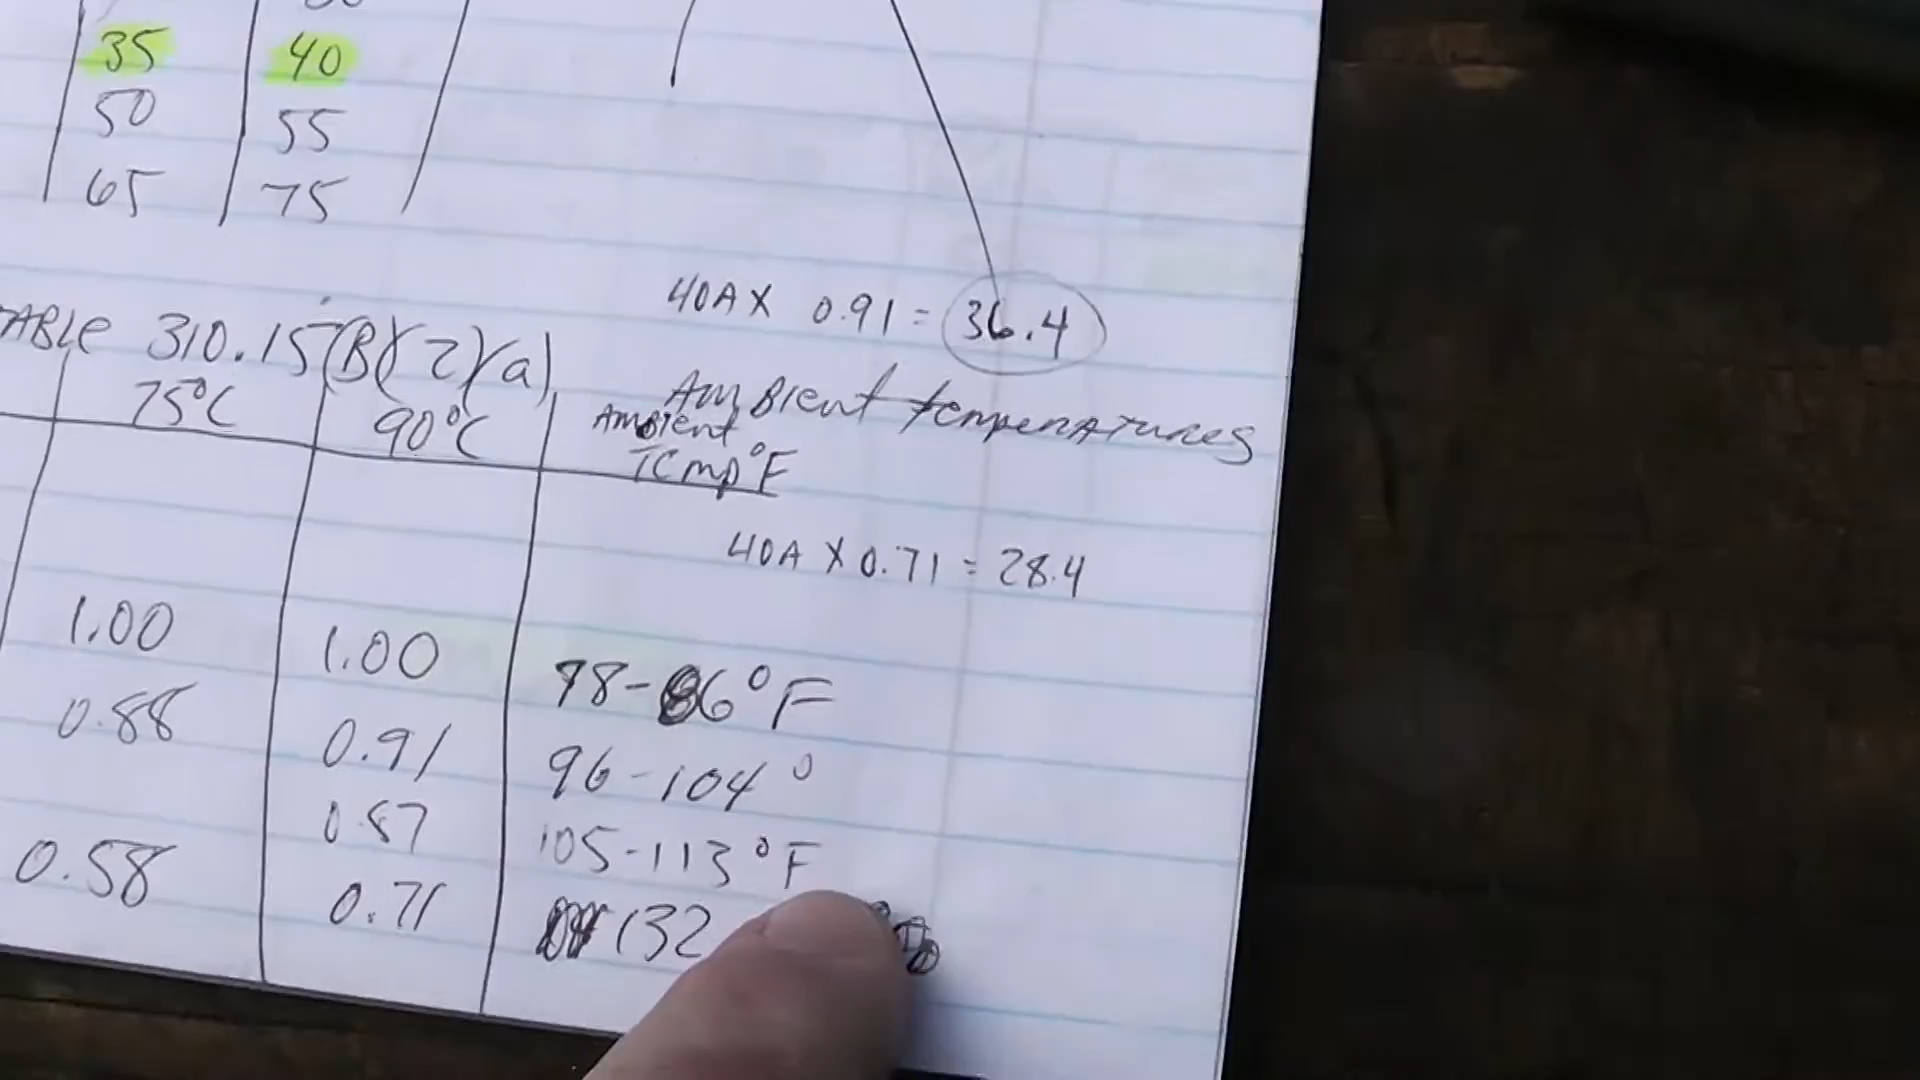 35 40
50 55
65 75
40A X 0.91 = 36.4
TABLE 310.15(B)(2)(a)
Ambient temperatures
75°C 90°C Ambient Temp °F
40A X 0.71 = 28.4
1.00 1.00 78-86°F
0.88 0.91 96-104°
0.87 105-113°F
0.58 0.71 132